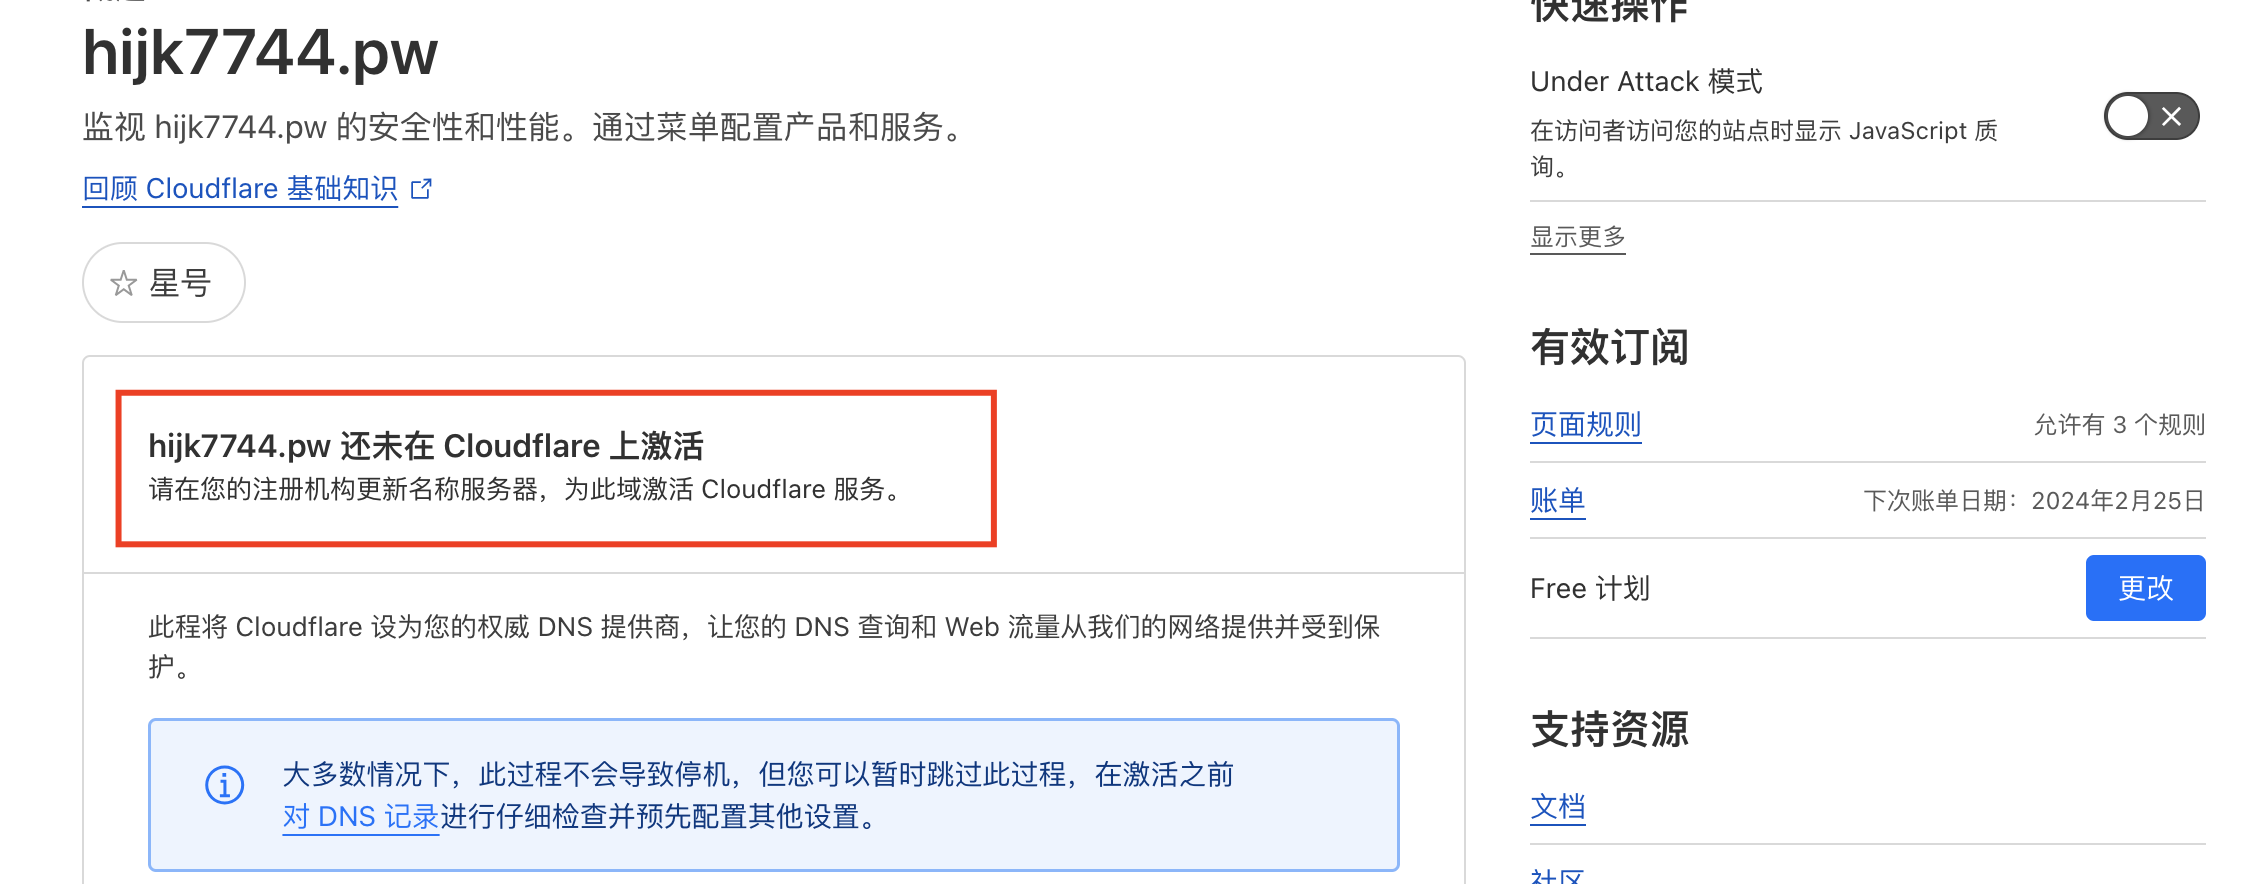 hijk7744.pw
监视 hijk7744.pw 的安全性和性能。通过菜单配置产品和服务。
回顾 Cloudflare 基础知识
星号
hijk7744.pw 还未在 Cloudflare 上激活
请在您的注册机构更新名称服务器，为此域激活 Cloudflare 服务。
此程将 Cloudflare 设为您的权威 DNS 提供商，让您的 DNS 查询和 Web 流量从我们的网络提供并受到保
护。
大多数情况下，此过程不会导致停机，但您可以暂时跳过此过程，在激活之前
对 DNS 记录进行仔细检查并预先配置其他设置。
快速操作
Under Attack 模式
在访问者访问您的站点时显示 JavaScript 质
询。
显示更多
有效订阅
页面规则 允许有 3 个规则
账单 下次账单日期：2024年2月25日
Free 计划 更改
支持资源
文档
社区